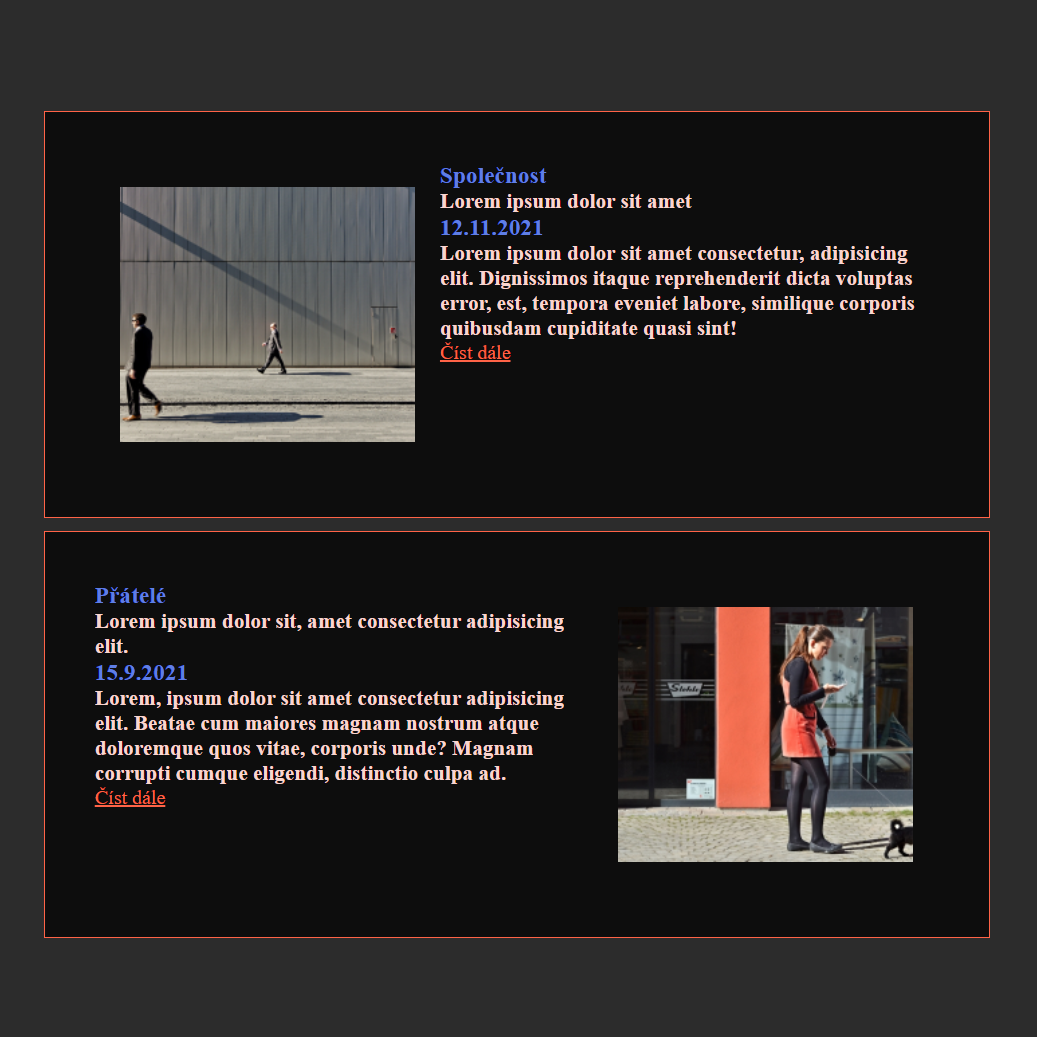 Společnost
Lorem ipsum dolor sit amet
12.11.2021
Lorem ipsum dolor sit amet consectetur, adipisicing
elit. Dignissimos itaque reprehenderit dicta voluptas
error, est, tempora eveniet labore, similique corporis
quibusdam cupiditate quasi sint!
Číst dále
Přátelé
Lorem ipsum dolor sit, amet consectetur adipisicing
elit.
15.9.2021
Lorem, ipsum dolor sit amet consectetur adipisicing
elit. Beatae cum maiores magnam nostrum atque
doloremque quos vitae, corporis unde? Magnam
corrupti cumque eligendi, distinctio culpa ad.
Číst dále